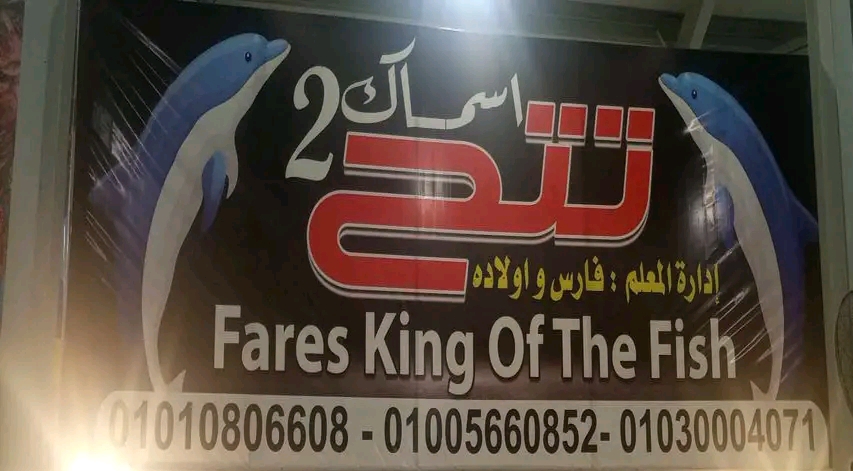 اسماك 2
تتح
إدارة المعلم : فارس و اولاده
Fares King Of The Fish
01010806608 - 01005660852- 01030004071